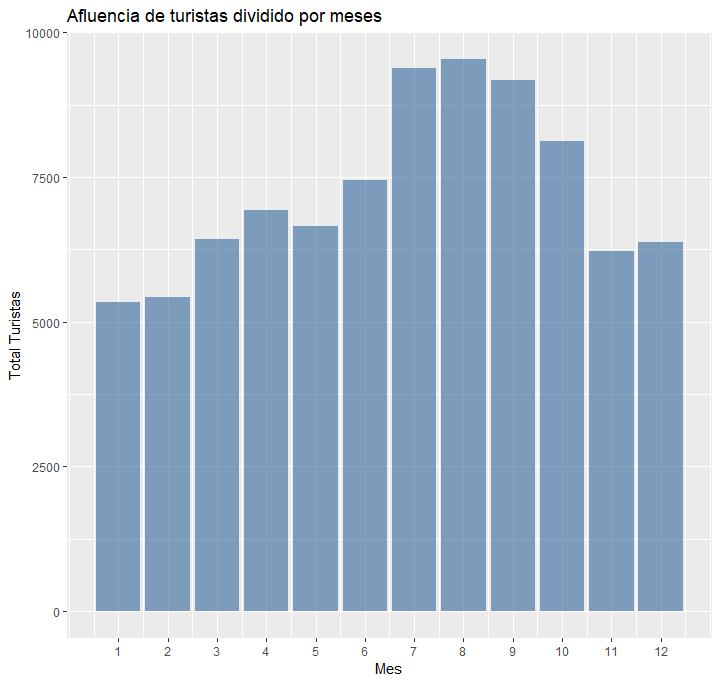 Afluencia de turistas dividido por meses
10000
7500
5000
2500
0
Total Turistas
1 2 3 4 5 6 7 8 9 10 11 12
Mes